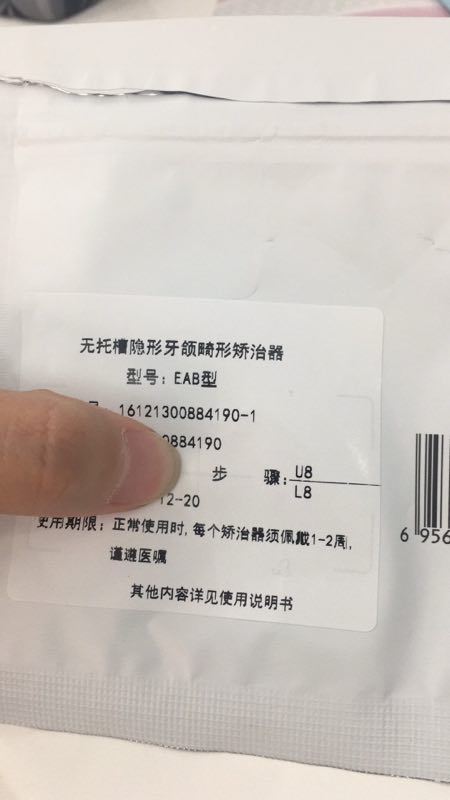 无托槽隐形牙颌畸形矫治器
型号：EAB型
16121300884190-1
0884190
步 骤：U8
L8
12-20
使用期限：正常使用时，每个矫治器须佩戴1-2周，
谨遵医嘱
其他内容详见使用说明书
6 956